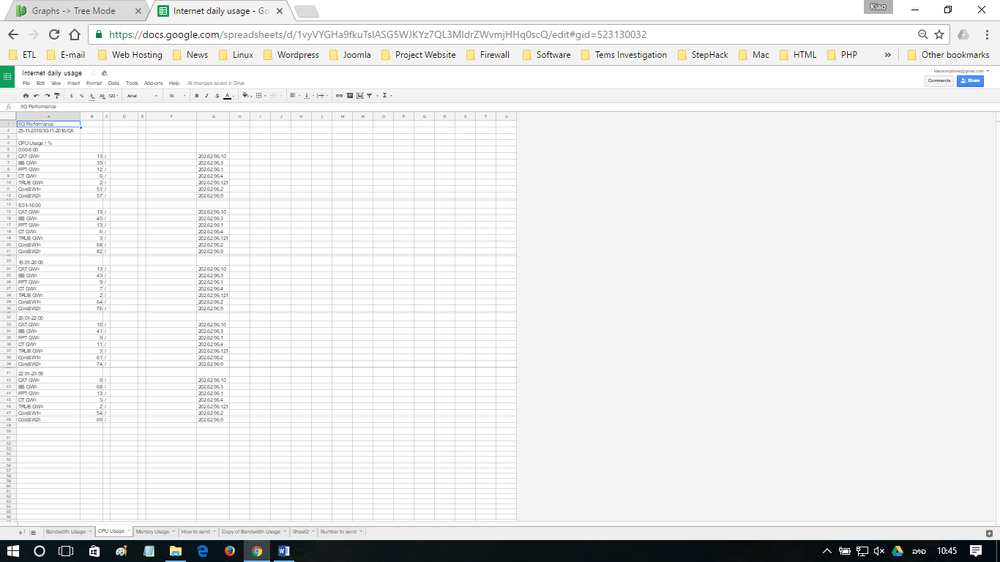 Kiao
Graphs -> Tree Mode
Internet daily usage - Go
https://docs.google.com/spreadsheets/d/1vyVYGHa9fkuTsIASG5WJKYz7QL3MIdrZWvmjHHq0scQ/edit#gid=523130032
ETL E-mail Web Hosting News Linux Wordpress Joomla Project Website Firewall Software Tems Investigation StepHack Mac HTML PHP » Other bookmarks
Internet daily usage
File Edit View Insert Format Data Tools Add-ons Help All changes saved in Drive
Comments Share
$ % .0 .00 123 Arial 10 B I S A
fx IIG Performance
A B C D E F G H I J K L M N O P Q R S T U
1 IIG Performance
2 29-11-2016/30-11-2016/CA
3
4 CPU Usage / %
5 0:00-8:00
6 CAT GW= 13 / 202.62.96.10
7 BB GW= 35 / 202.62.96.3
8 FPT GW= 12 / 202.62.96.1
9 CT GW= 6 / 202.62.96.4
10 TRUE GW= 2 / 202.62.96.121
11 CoreSW1= 51 / 202.62.96.2
12 CoreSW2= 57 / 202.62.96.9
14 8:01-16:00
15 CAT GW= 13 / 202.62.96.10
16 BB GW= 45 / 202.62.96.3
17 FPT GW= 13 / 202.62.96.1
18 CT GW= 6 / 202.62.96.4
19 TRUE GW= 3 / 202.62.96.121
20 CoreSW1= 68 / 202.62.96.2
21 CoreSW2= 82 / 202.62.96.9
23 16:01-20:00
24 CAT GW= 13 / 202.62.96.10
25 BB GW= 43 / 202.62.96.3
26 FPT GW= 9 / 202.62.96.1
27 CT GW= 7 / 202.62.96.4
28 TRUE GW= 2 / 202.62.96.121
29 CoreSW1= 64 / 202.62.96.2
30 CoreSW2= 76 / 202.62.96.9
32 20:01-22:00
33 CAT GW= 10 / 202.62.96.10
34 BB GW= 41 / 202.62.96.3
35 FPT GW= 9 / 202.62.96.1
36 CT GW= 11 / 202.62.96.4
37 TRUE GW= 3 / 202.62.96.121
38 CoreSW1= 61 / 202.62.96.2
39 CoreSW2= 74 / 202.62.96.9
41 22:01-23:59
42 CAT GW= 9 / 202.62.96.10
43 BB GW= 68 / 202.62.96.3
44 FPT GW= 13 / 202.62.96.1
45 CT GW= 5 / 202.62.96.4
46 TRUE GW= 2 / 202.62.96.121
47 CoreSW1= 54 / 202.62.96.2
48 CoreSW2= 69 / 202.62.96.9
49
50
51
52
53
54
55
56
57
58
59
60
61
62
63
64
65
66
Bandwidth Usage CPU Usage Memory Usage How to send Copy of Bandwidth Usage Sheet2 Number to send
ລາວ 10:45